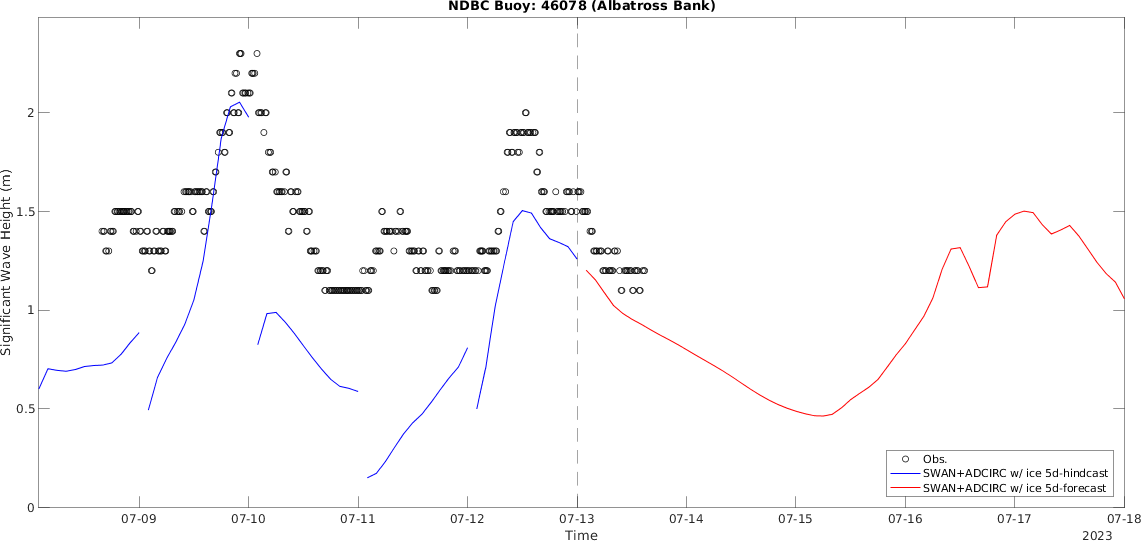 NDBC Buoy: 46078 (Albatross Bank)
Significant Wave Height (m)
2
1.5
1
0.5
0
Obs.
SWAN+ADCIRC w/ ice 5d-hindcast
SWAN+ADCIRC w/ ice 5d-forecast
07-09 07-10 07-11 07-12 07-13 07-14 07-15 07-16 07-17 07-18
Time
2023